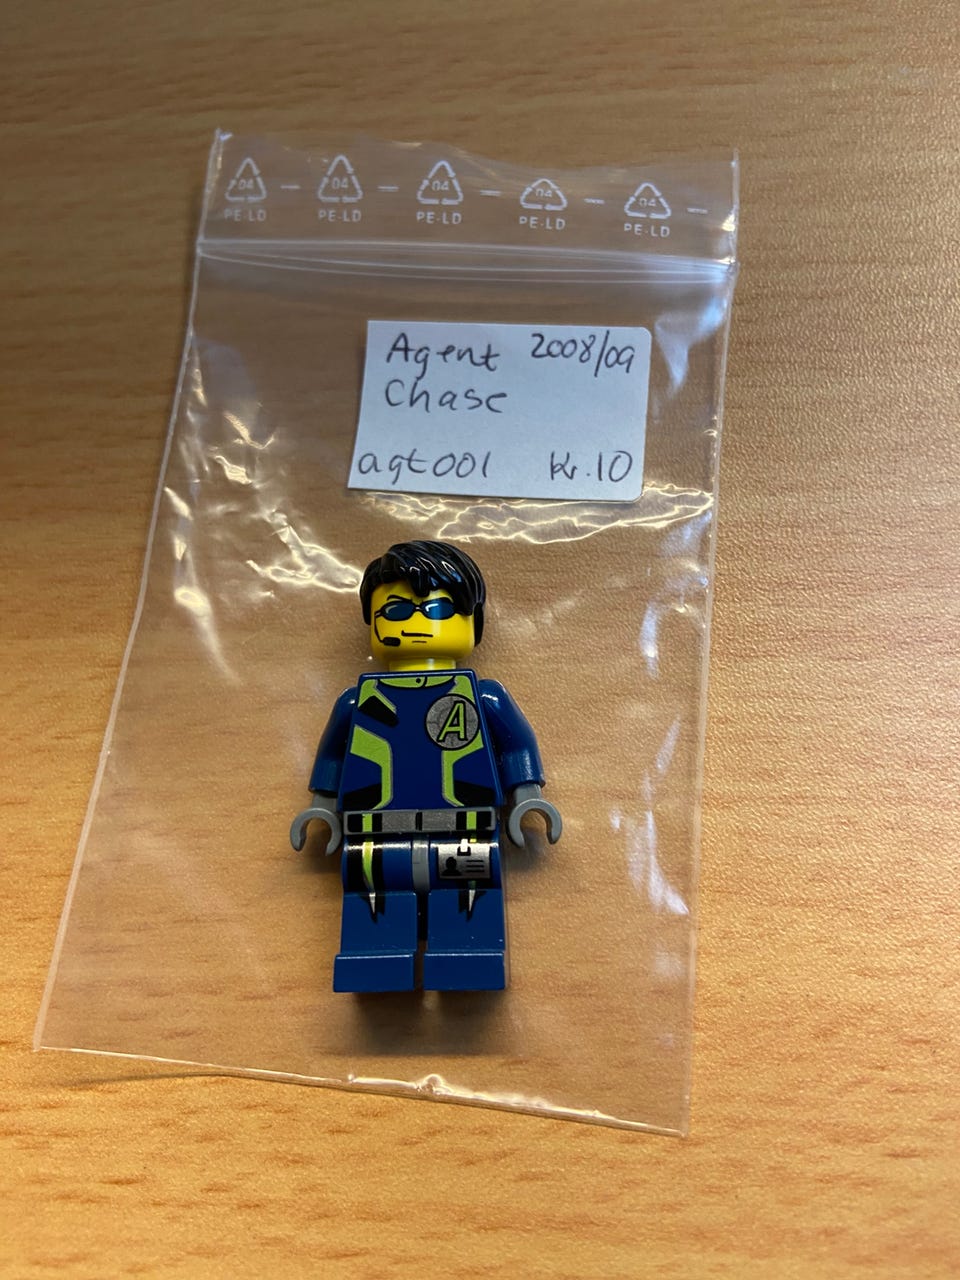 04 04 04 04 04
PE-LD PE-LD PE-LD PE-LD PE-LD
Agent 2008/09
Chase
agt001 kr.10
A